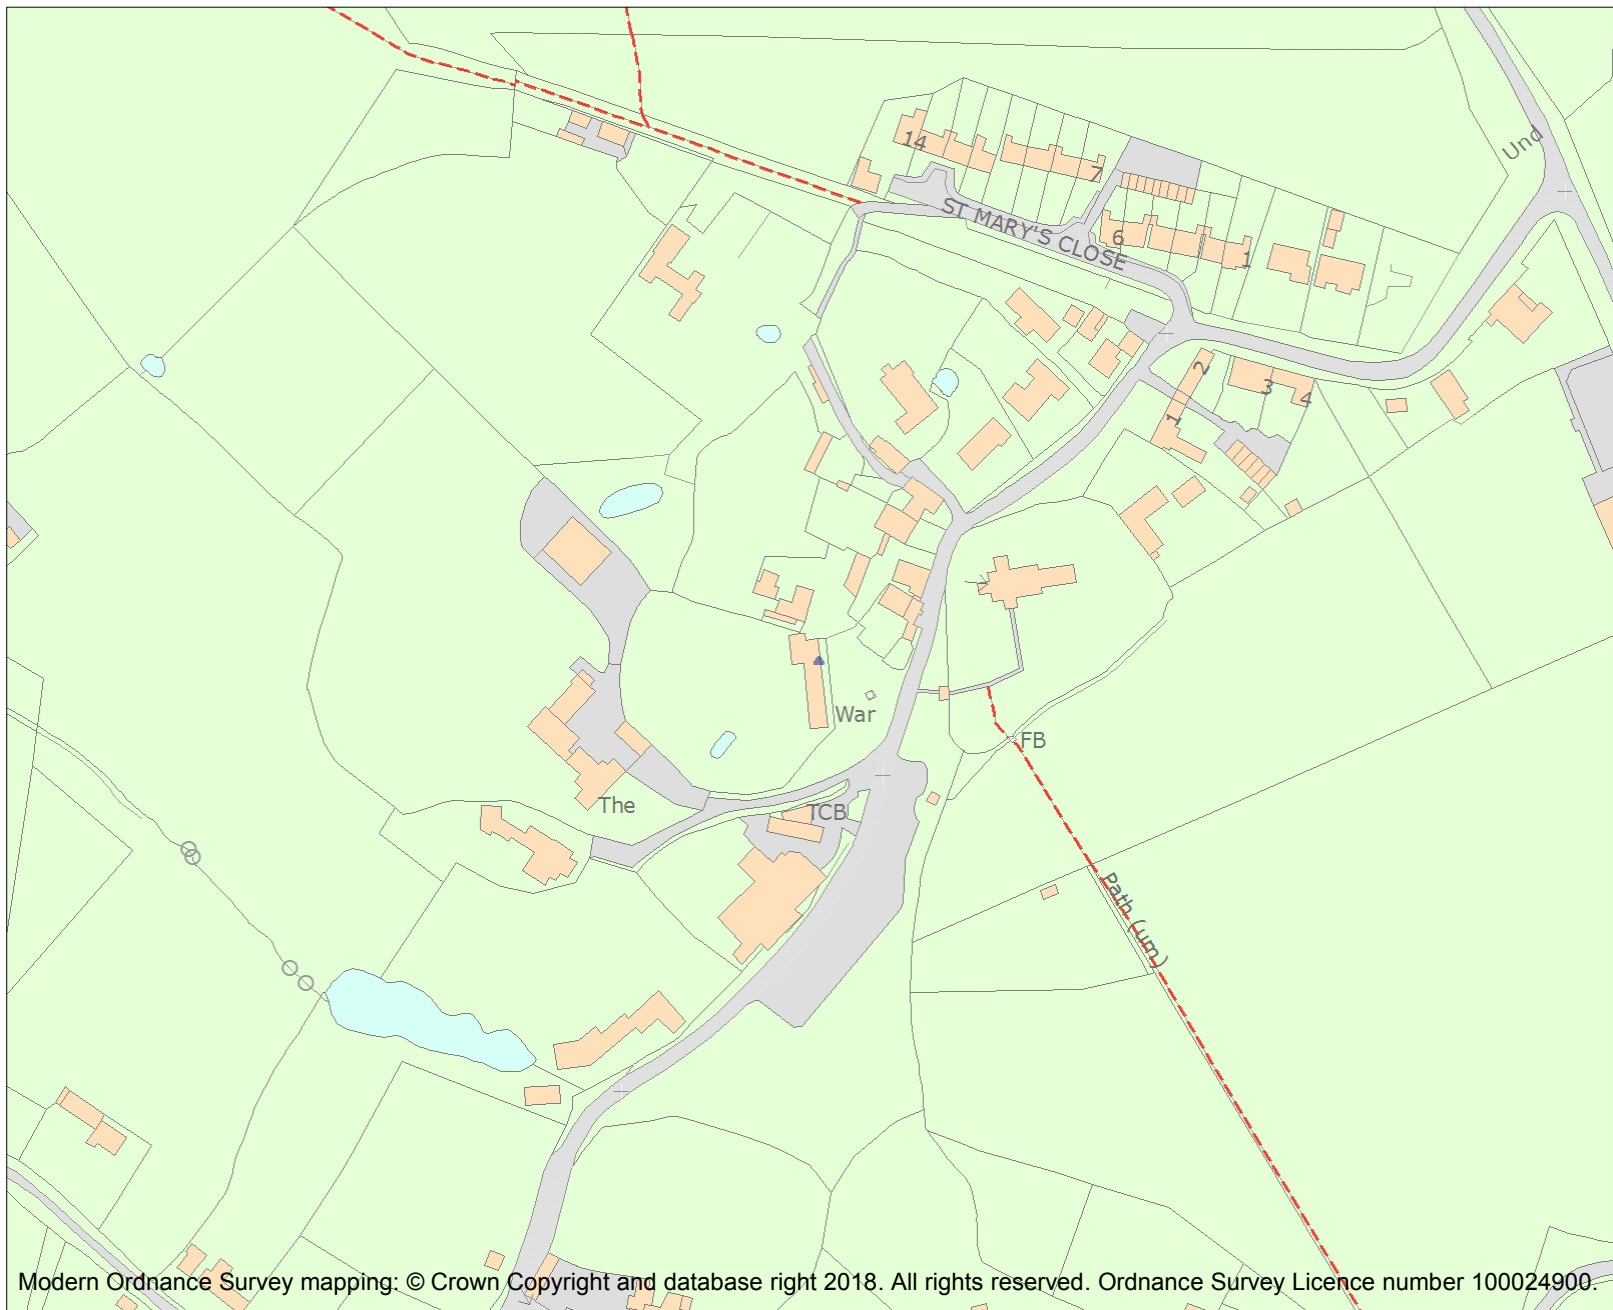 Und
14
7
ST MARY'S CLOSE
6
1
2
3
4
1
War
FB
The
TCB
Path (um)
Modern Ordnance Survey mapping: © Crown Copyright and database right 2018. All rights reserved. Ordnance Survey Licence number 100024900.